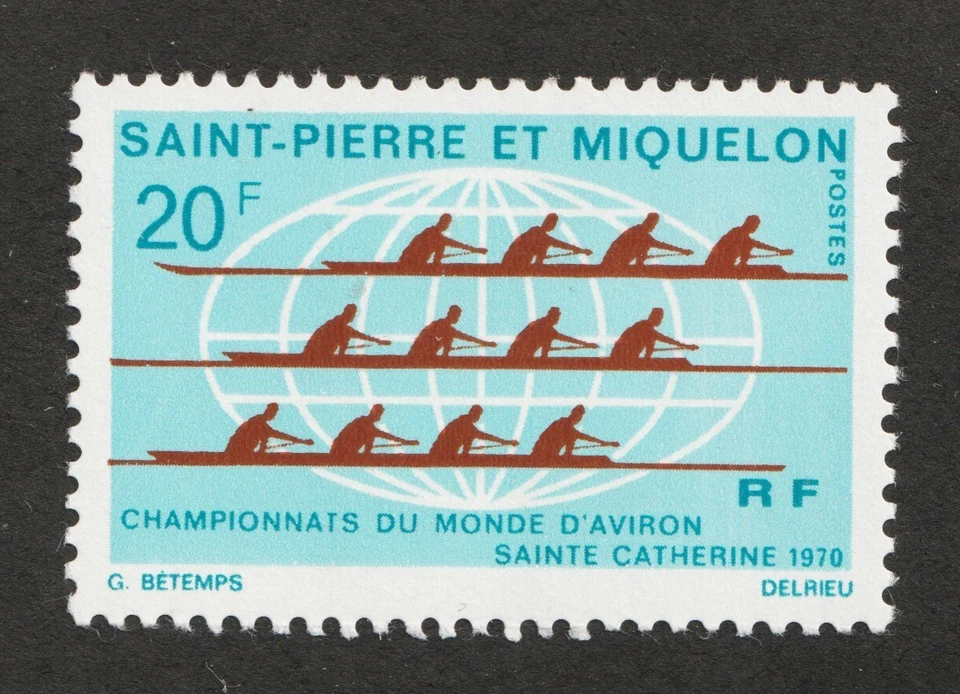 SAINT-PIERRE ET MIQUELON
POSTES
20F
RF
CHAMPIONNATS DU MONDE D'AVIRON
SAINTE CATHERINE 1970
G. BÉTEMPS
DELRIEU